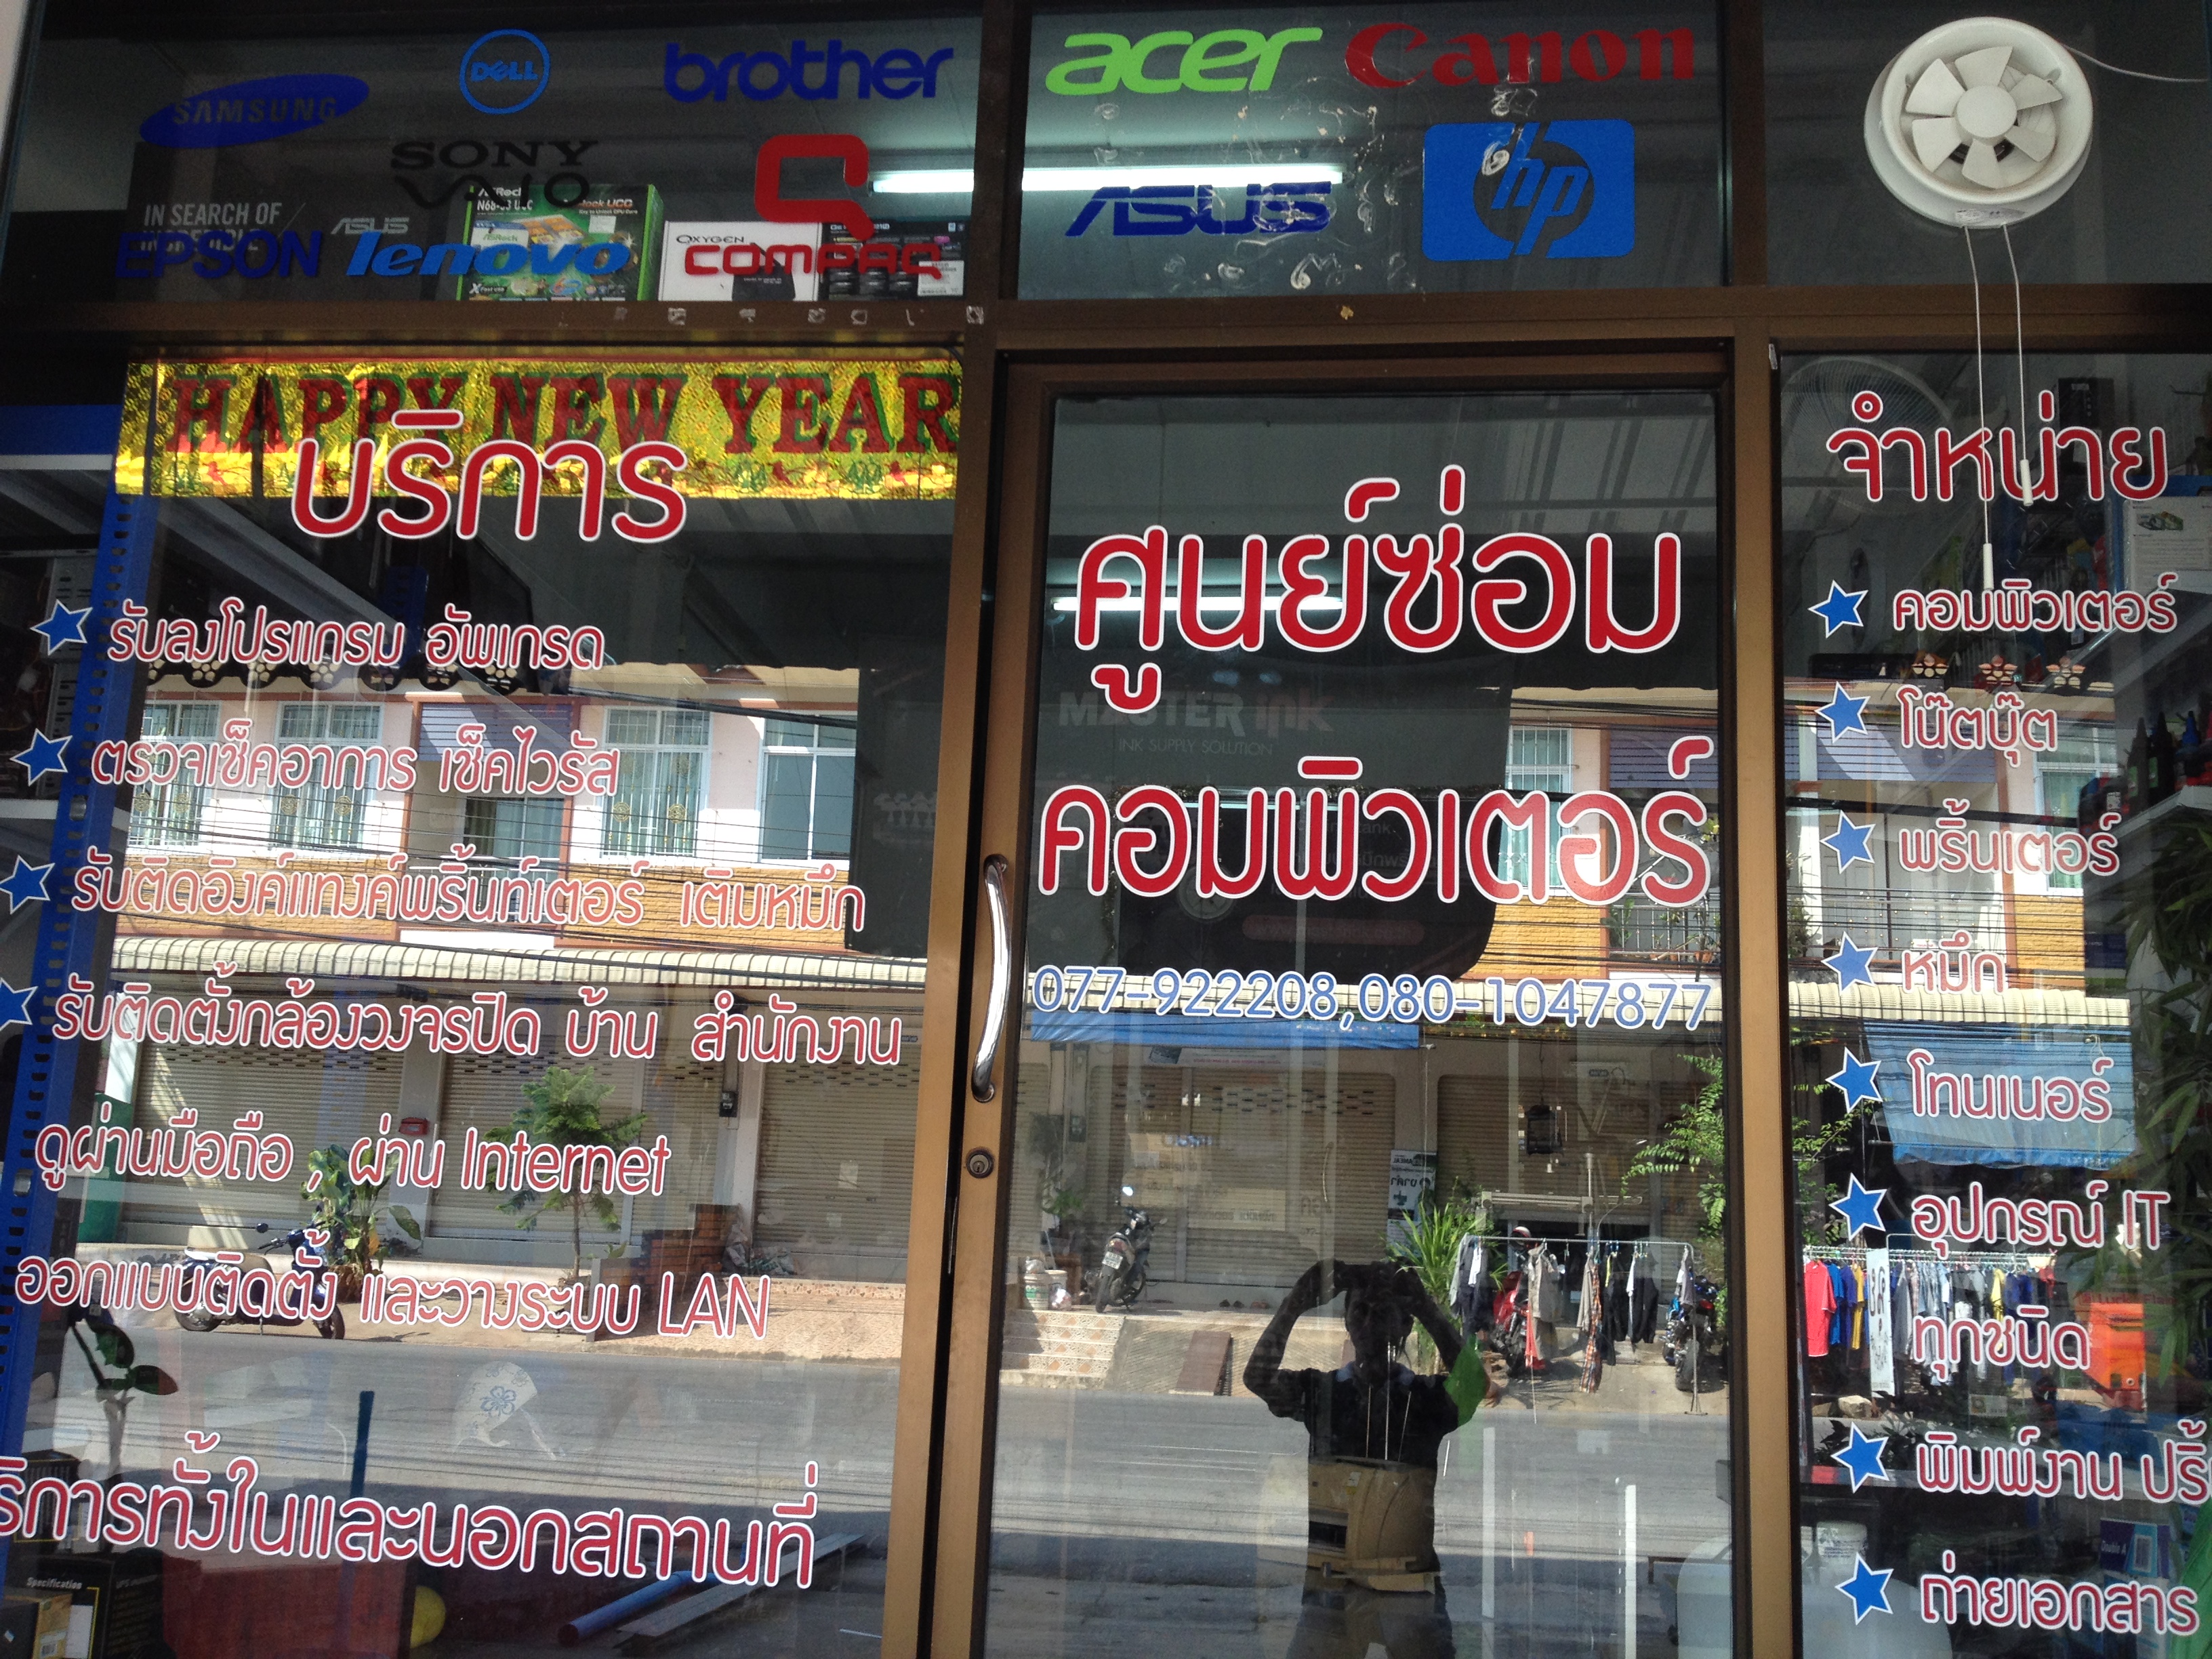 SAMSUNG
DELL
brother
acer
Canon
SONY
VAIO
ASUS
hp
IN SEARCH OF
ASUS
EPSON
lenovo
OXYGEN
COMPAQ
HAPPY NEW YEAR
บริการ
รับลงโปรแกรม อัพเกรด
ตรวจเช็คอาการ เช็คไวรัส
รับติดอิงค์แทงค์พริ้นท์เตอร์ เติมหมึก
รับติดตั้งกล้องวงจรปิด บ้าน สำนักงาน
ดูผ่านมือถือ , ผ่าน Internet
ออกแบบติดตั้ง และวางระบบ LAN
ริการทั้งในและนอกสถานที่
ศูนย์ซ่อม
MASTER ink
INK SUPPLY SOLUTION
คอมพิวเตอร์
077-922208,080-1047877
จำหน่าย
คอมพิวเตอร์
โน๊ตบุ๊ต
พริ้นเตอร์
หมึก
โทนเนอร์
อุปกรณ์ IT
ทุกชนิด
พิมพ์งาน ปริ้
ถ่ายเอกสาร
Double A
Specification